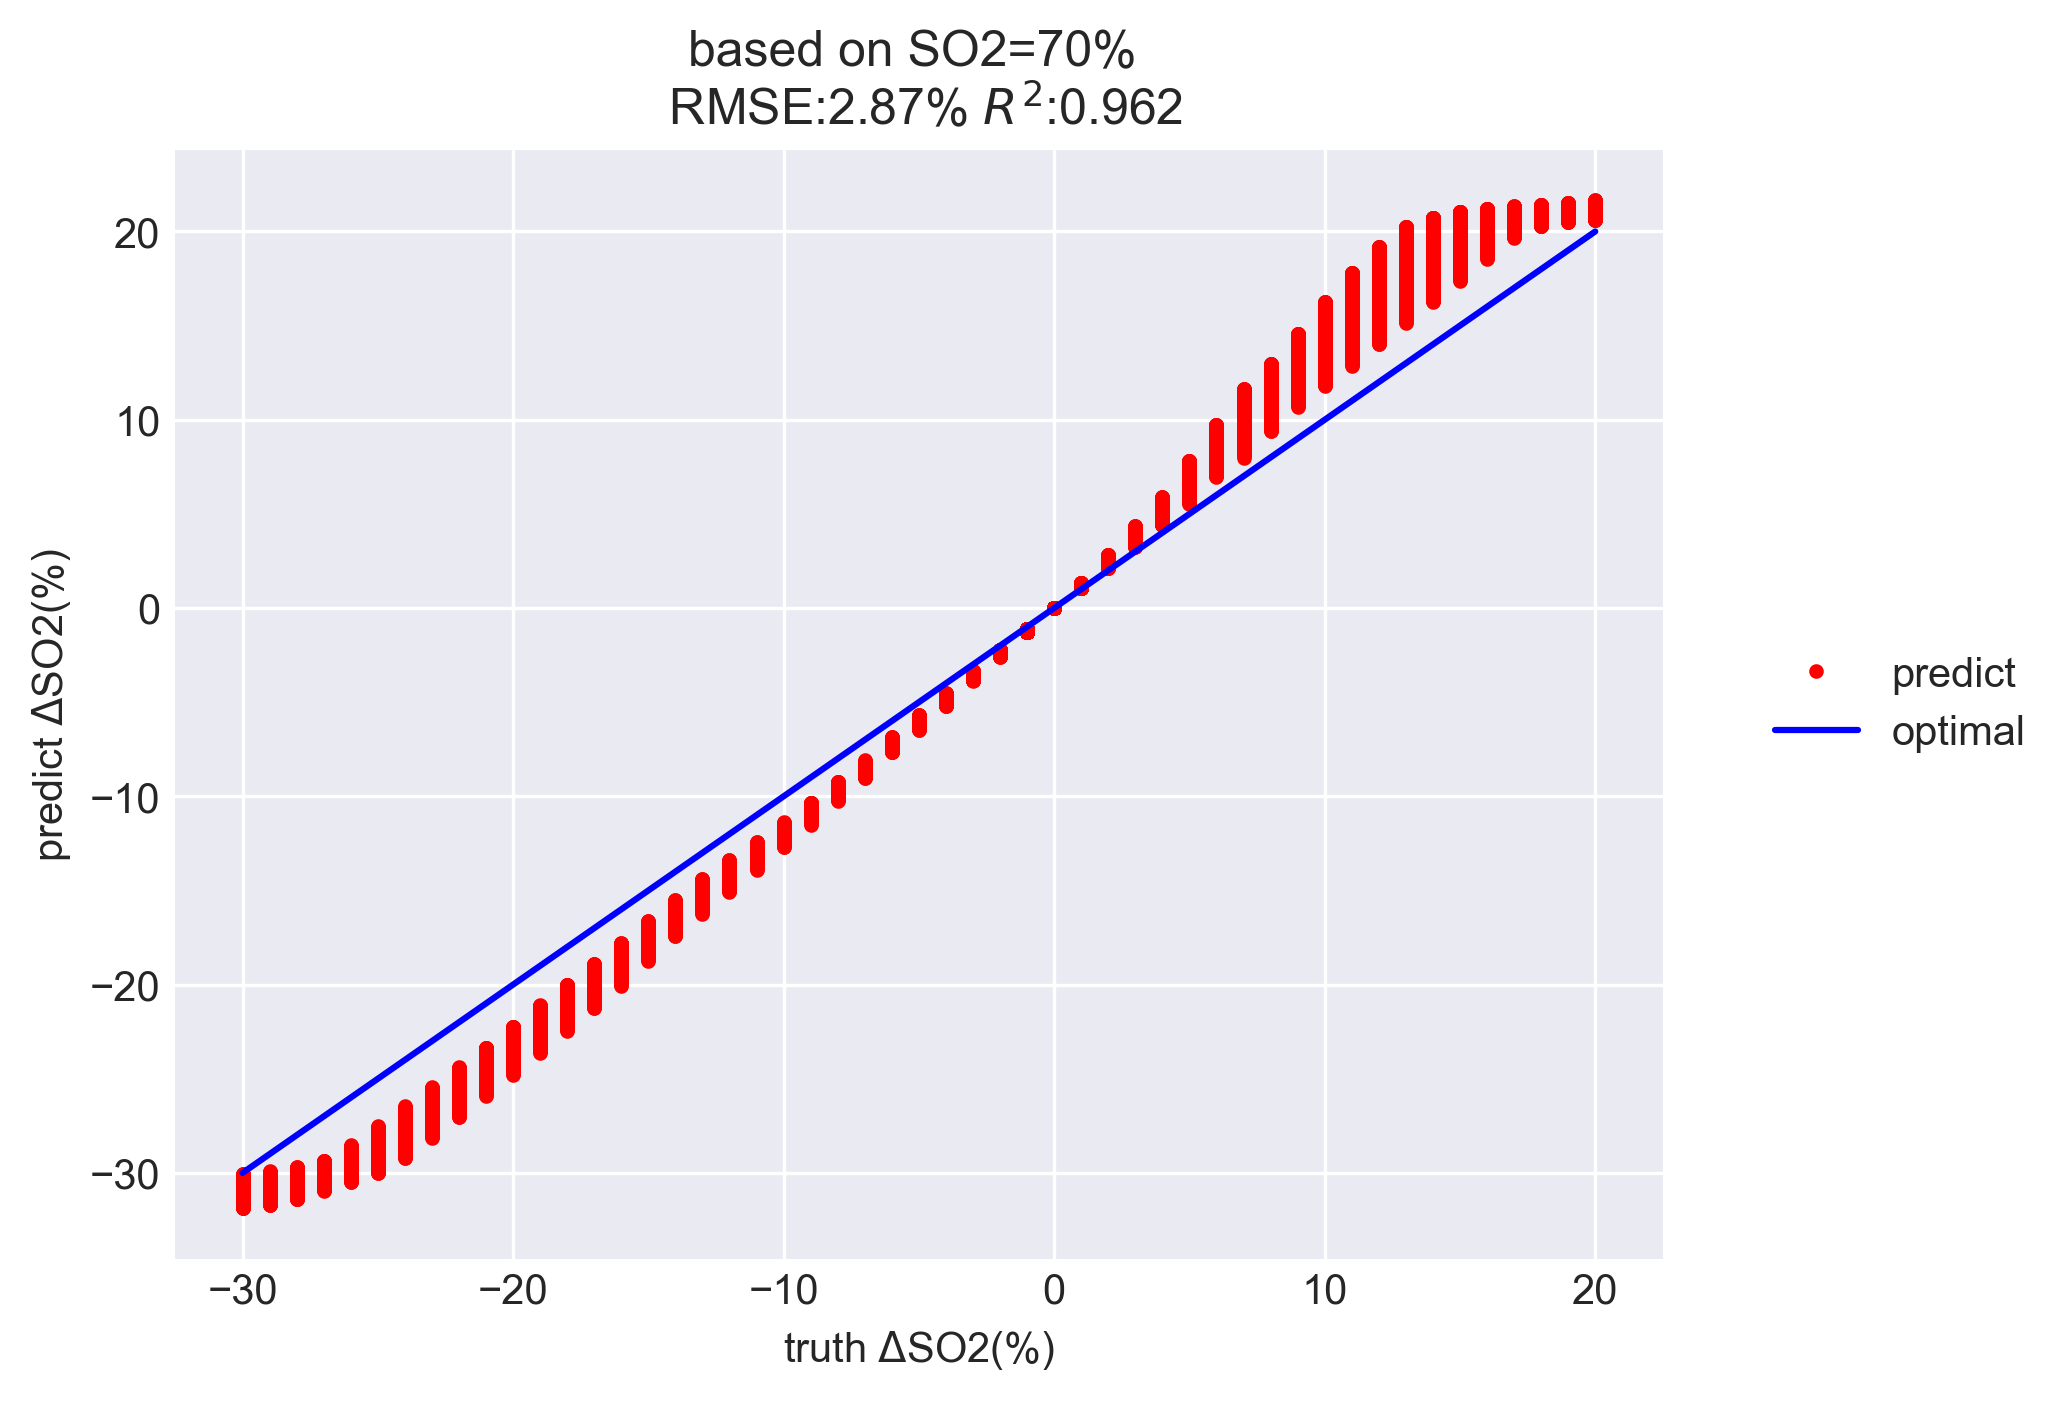 based on SO2=70%
RMSE:2.87% R²:0.962
20
10
0
−10
−20
−30
predict ΔSO2(%)
−30 −20 −10 0 10 20
truth ΔSO2(%)
predict
optimal